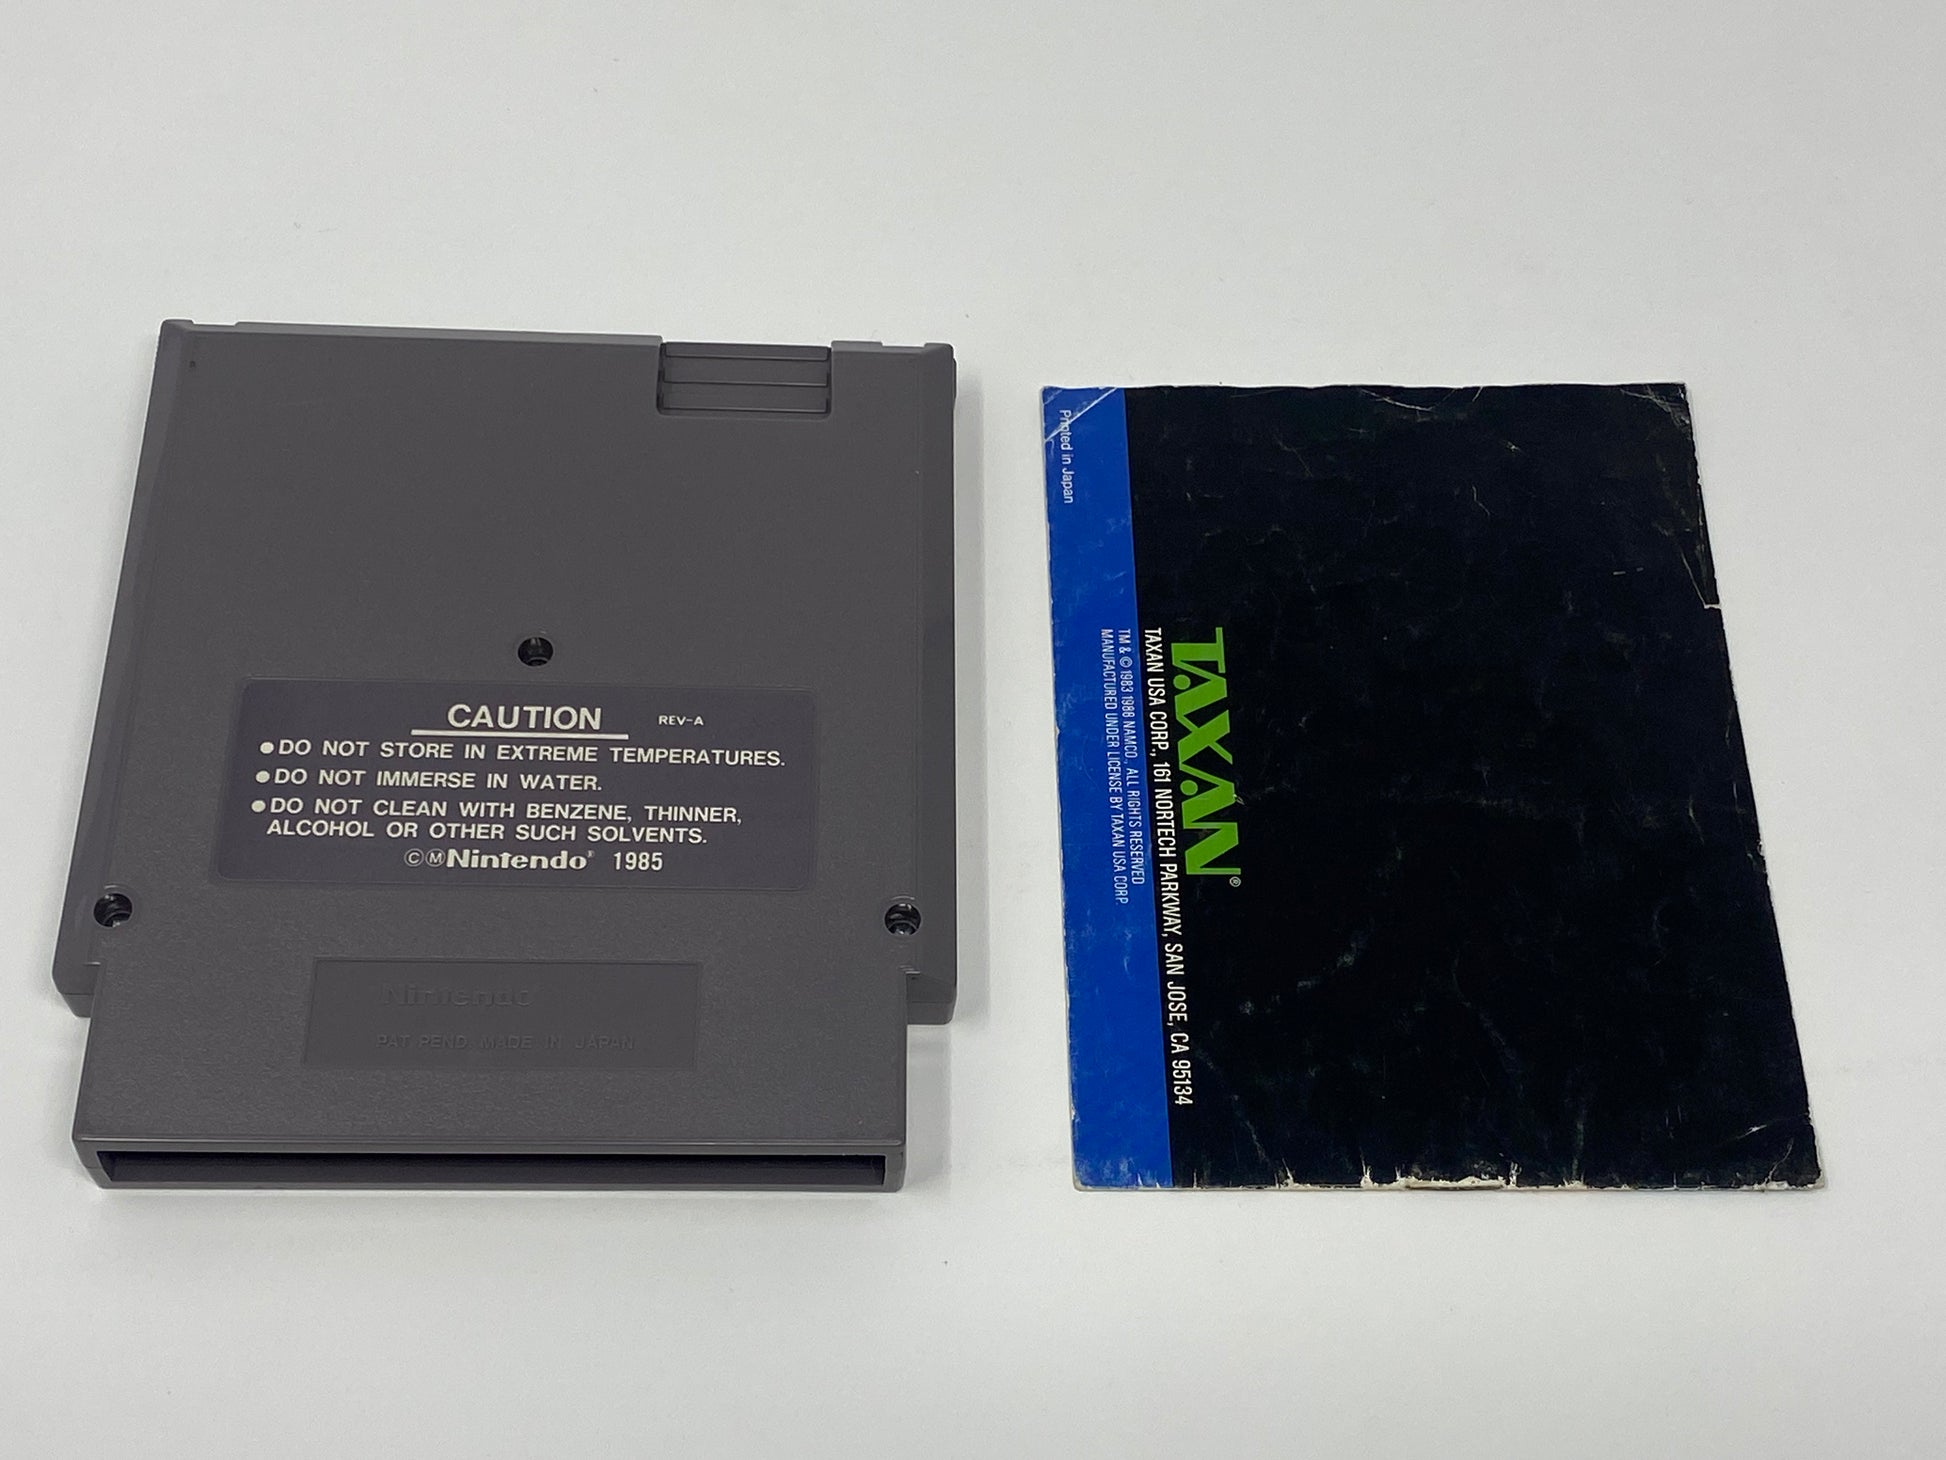 CAUTION REV-A
●DO NOT STORE IN EXTREME TEMPERATURES.
●DO NOT IMMERSE IN WATER.
●DO NOT CLEAN WITH BENZENE, THINNER,
ALCOHOL OR OTHER SUCH SOLVENTS.
©ⓂNintendo® 1985
Nintendo
PAT. PEND. MADE IN JAPAN
TAXAN®
TAXAN USA CORP., 161 NORTECH PARKWAY, SAN JOSE, CA 95134
TM & © 1983 1986 NAMCO., ALL RIGHTS RESERVED
MANUFACTURED UNDER LICENSE BY TAXAN USA CORP.
Printed in Japan